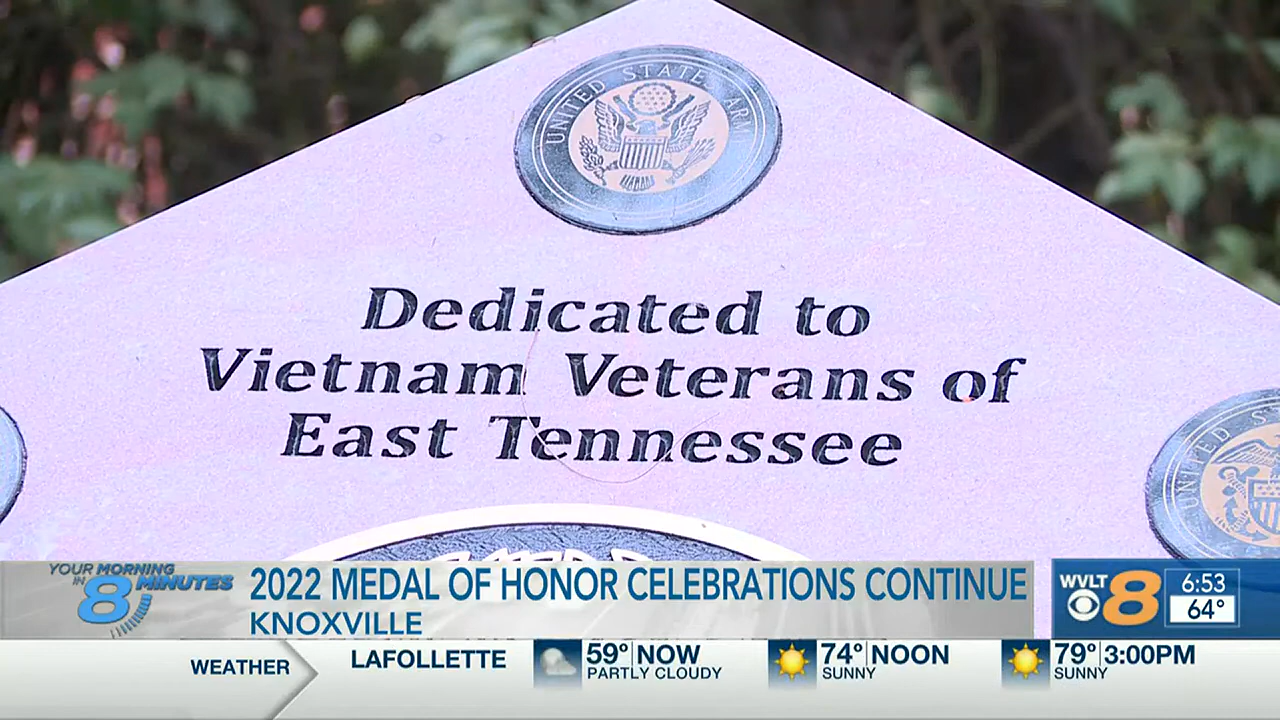 UNITED STATES
Dedicated to
Vietnam Veterans of
East Tennessee
UNITED
YOUR MORNING
IN 8 MINUTES
2022 MEDAL OF HONOR CELEBRATIONS CONTINUE
KNOXVILLE
WVLT 8
6:53
64°
WEATHER
LAFOLLETTE
59° NOW
PARTLY CLOUDY
74° NOON
SUNNY
79° 3:00PM
SUNNY